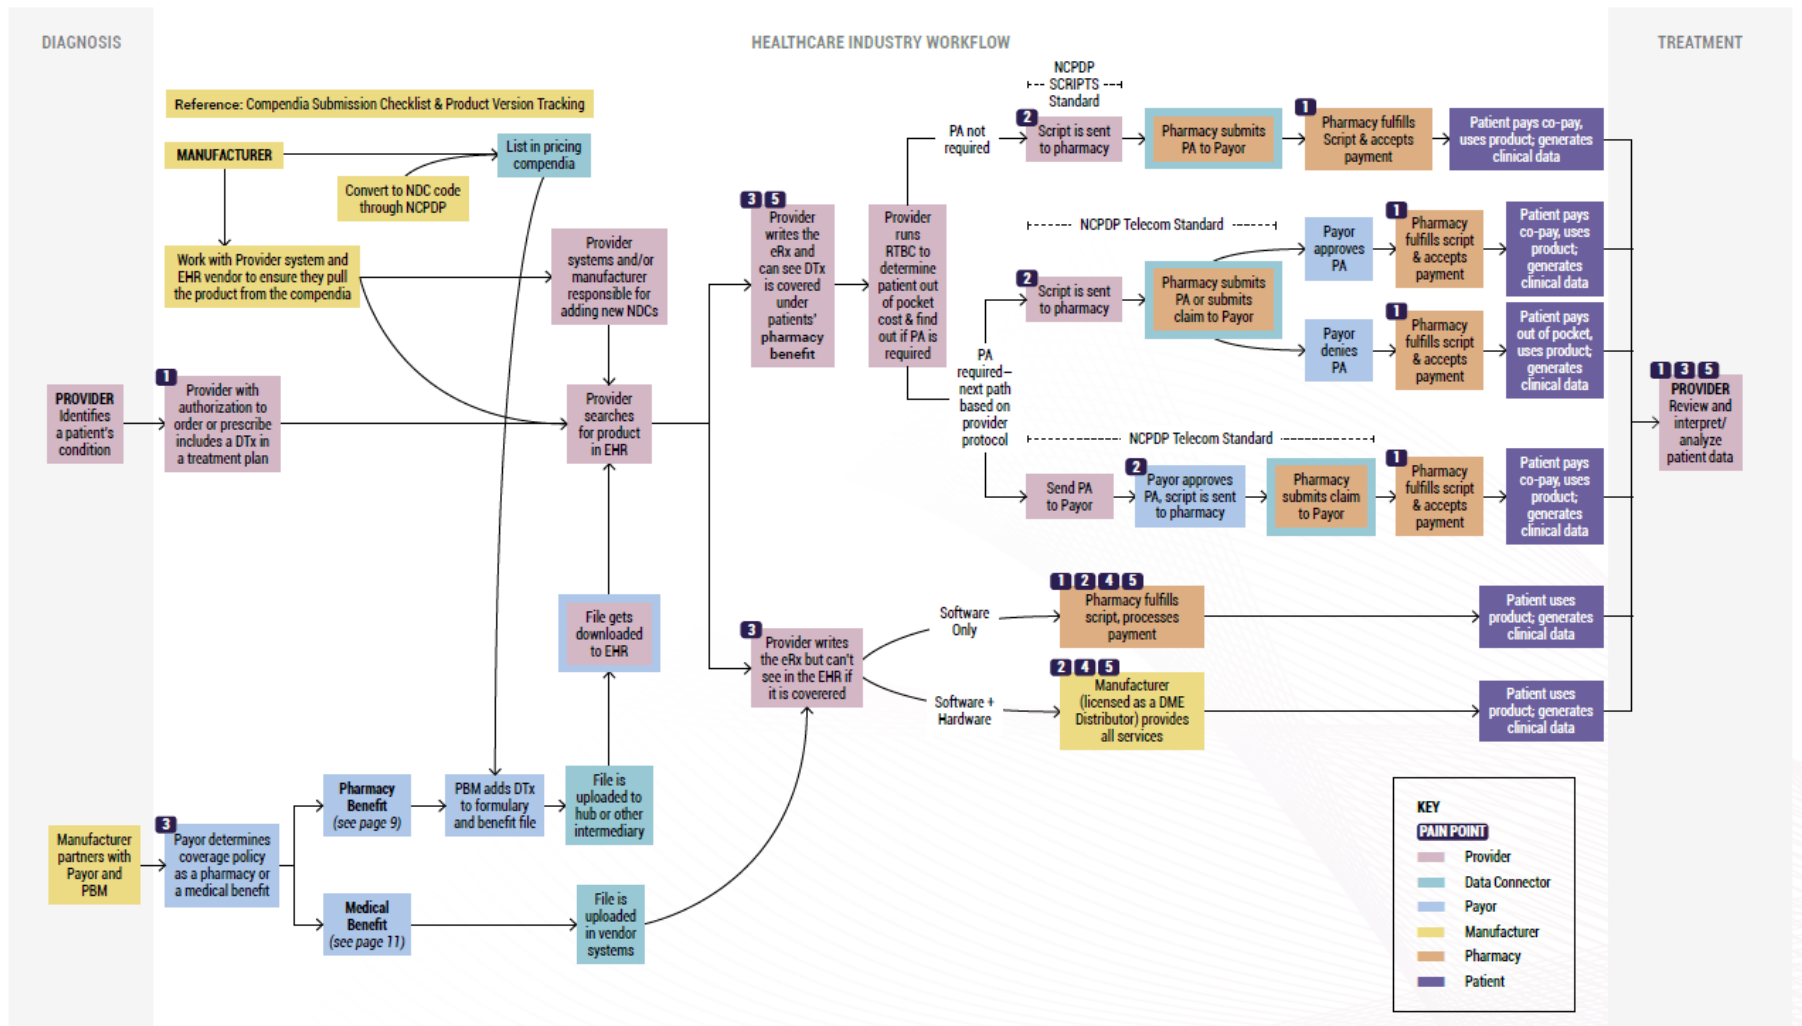 DIAGNOSIS
HEALTHCARE INDUSTRY WORKFLOW
TREATMENT
Reference: Compendia Submission Checklist & Product Version Tracking
MANUFACTURER
List in pricing
compendia
Convert to NDC code
through NCPDP
Work with Provider system and
EHR vendor to ensure they pull
the product from the compendia
Provider
systems and/or
manufacturer
responsible for
adding new NDCs
PROVIDER
Identifies
a patient's
condition
1
Provider with
authorization to
order or prescribe
includes a DTx in
a treatment plan
Provider
searches
for product
in EHR
File gets
downloaded
to EHR
Manufacturer
partners with
Payor and
PBM
3
Payor determines
coverage policy
as a pharmacy or
a medical benefit
Pharmacy
Benefit
(see page 9)
PBM adds DTx
to formulary
and benefit file
File is
uploaded to
hub or other
intermediary
Medical
Benefit
(see page 11)
File is
uploaded
in vendor
systems
3 5
Provider
writes the
eRx and
can see DTx
is covered
under
patients'
pharmacy
benefit
Provider
runs
RTBC to
determine
patient out
of pocket
cost & find
out if PA is
required
PA not
required
NCPDP
SCRIPTS
Standard
2
Script is sent
to pharmacy
Pharmacy submits
PA to Payor
1
Pharmacy fulfills
Script & accepts
payment
Patient pays co-pay,
uses product; generates
clinical data
PA
required—
next path
based on
provider
protocol
NCPDP Telecom Standard
2
Script is sent
to pharmacy
Pharmacy submits
PA or submits
claim to Payor
Payor
approves
PA
1
Pharmacy
fulfills script
& accepts
payment
Patient pays
co-pay, uses
product;
generates
clinical data
Payor
denies
PA
1
Pharmacy
fulfills script
& accepts
payment
Patient pays
out of pocket,
uses product;
generates
clinical data
NCPDP Telecom Standard
Send PA
to Payor
2
Payor approves
PA, script is sent
to pharmacy
Pharmacy
submits claim
to Payor
1
Pharmacy
fulfills script
& accepts
payment
Patient pays
co-pay, uses
product;
generates
clinical data
3
Provider writes
the eRx but can't
see in the EHR if
it is coverered
Software
Only
1 2 4 5
Pharmacy fulfills
script, processes
payment
Patient uses
product; generates
clinical data
Software +
Hardware
2 4 5
Manufacturer
(licensed as a DME
Distributor) provides
all services
Patient uses
product; generates
clinical data
1 3 5
PROVIDER
Review and
interpret/
analyze
patient data
KEY
PAIN POINT
Provider
Data Connector
Payor
Manufacturer
Pharmacy
Patient